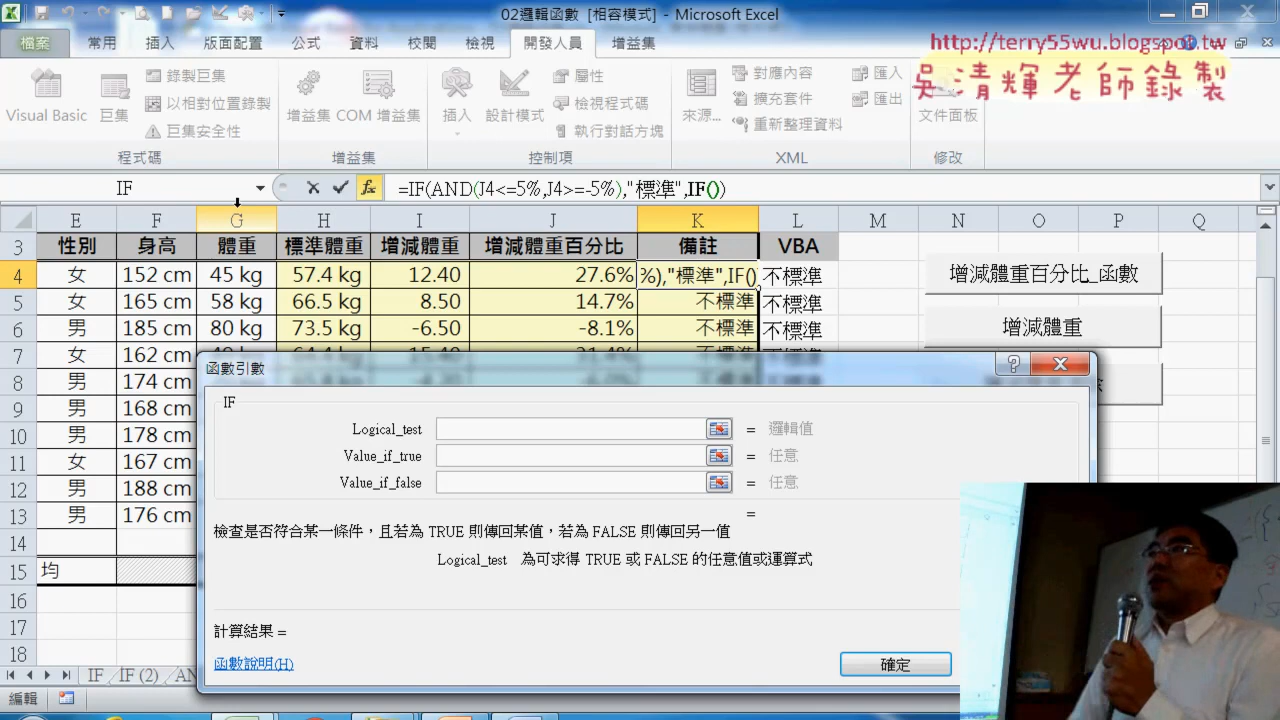 02邏輯函數 [相容模式] - Microsoft Excel
檔案 常用 插入 版面配置 公式 資料 校閱 檢視 開發人員 增益集
http://terry55wu.blogspot.tw
吳清輝老師錄製
Visual Basic 巨集 錄製巨集 以相對位置錄製 巨集安全性
增益集 COM 增益集 插入 設計模式 屬性 檢視程式碼 執行對話方塊
來源... 對應內容 擴充套件 重新整理資料 匯入 匯出 文件面板
程式碼 增益集 控制項 XML 修改
IF =IF(AND(J4<=5%,J4>=-5%),"標準",IF())
E F G H I J K L M N O P Q
3 性別 身高 體重 標準體重 增減體重 增減體重百分比 備註 VBA
4 女 152 cm 45 kg 57.4 kg 12.40 27.6% %),"標準",IF() 不標準
5 女 165 cm 58 kg 66.5 kg 8.50 14.7% 不標準 不標準
6 男 185 cm 80 kg 73.5 kg -6.50 -8.1% 不標準 不標準
增減體重百分比_函數
增減體重
7 女 162 cm
8 男 174 cm
9 男 168 cm
10 男 178 cm
11 女 167 cm
12 男 188 cm
13 男 176 cm
14
15 均
16
17
18
函數引數
IF
Logical_test = 邏輯值
Value_if_true = 任意
Value_if_false = 任意
=
檢查是否符合某一條件，且若為 TRUE 則傳回某值，若為 FALSE 則傳回另一值
Logical_test 為可求得 TRUE 或 FALSE 的任意值或運算式
計算結果 =
函數說明(H)
確定
IF IF (2) AN
編輯